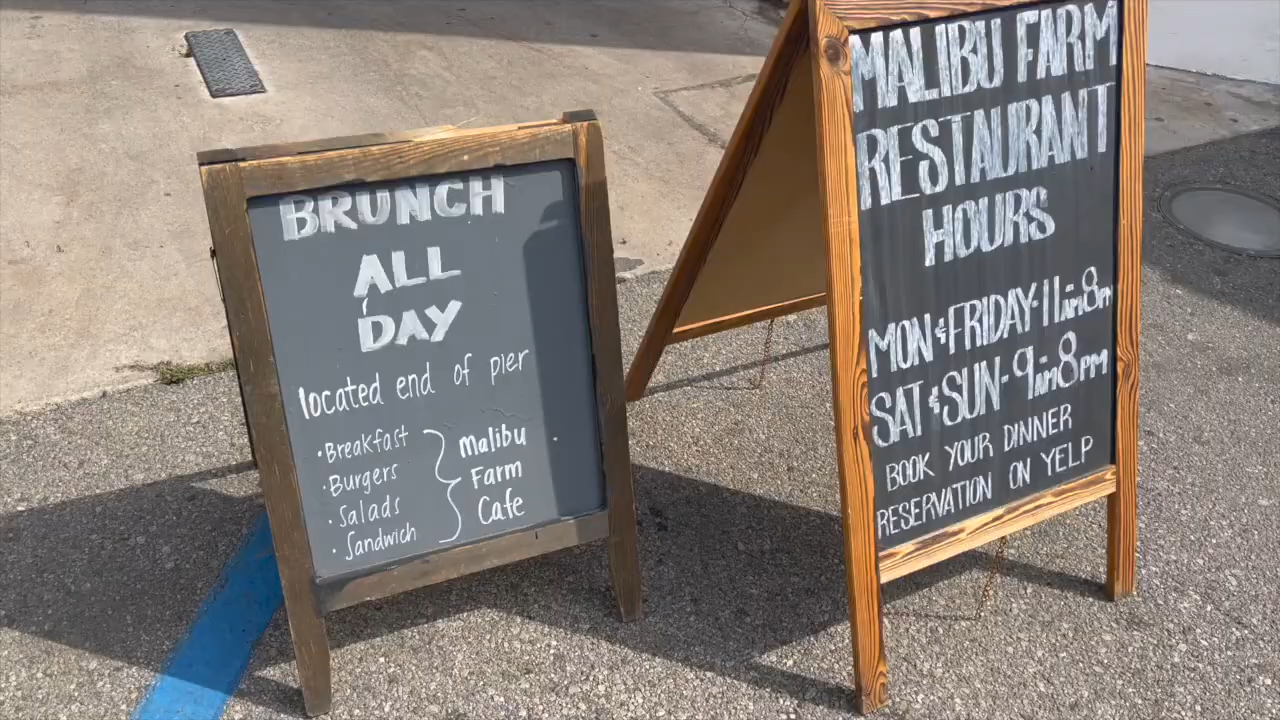 BRUNCH
ALL
DAY
located end of pier
· Breakfast
· Burgers
· Salads
· Sandwich
Malibu
Farm
Cafe
MALIBU FARM
RESTAURANT
HOURS
MON & FRIDAY-11AM-8PM
SAT & SUN-9AM-8PM
BOOK YOUR DINNER
RESERVATION ON YELP